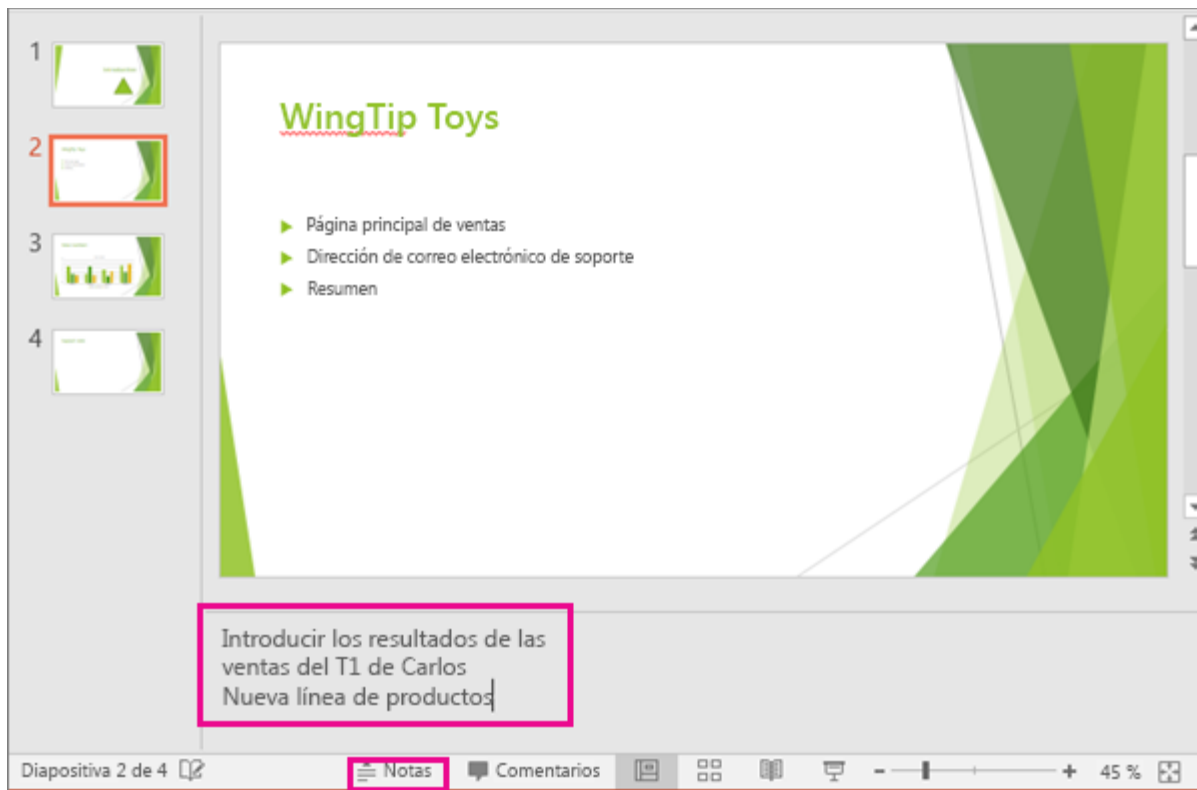 1
2
3
4
WingTip Toys
Página principal de ventas
Dirección de correo electrónico de soporte
Resumen
Introducir los resultados de las
ventas del T1 de Carlos
Nueva línea de productos
Diapositiva 2 de 4 Notas Comentarios 45 %